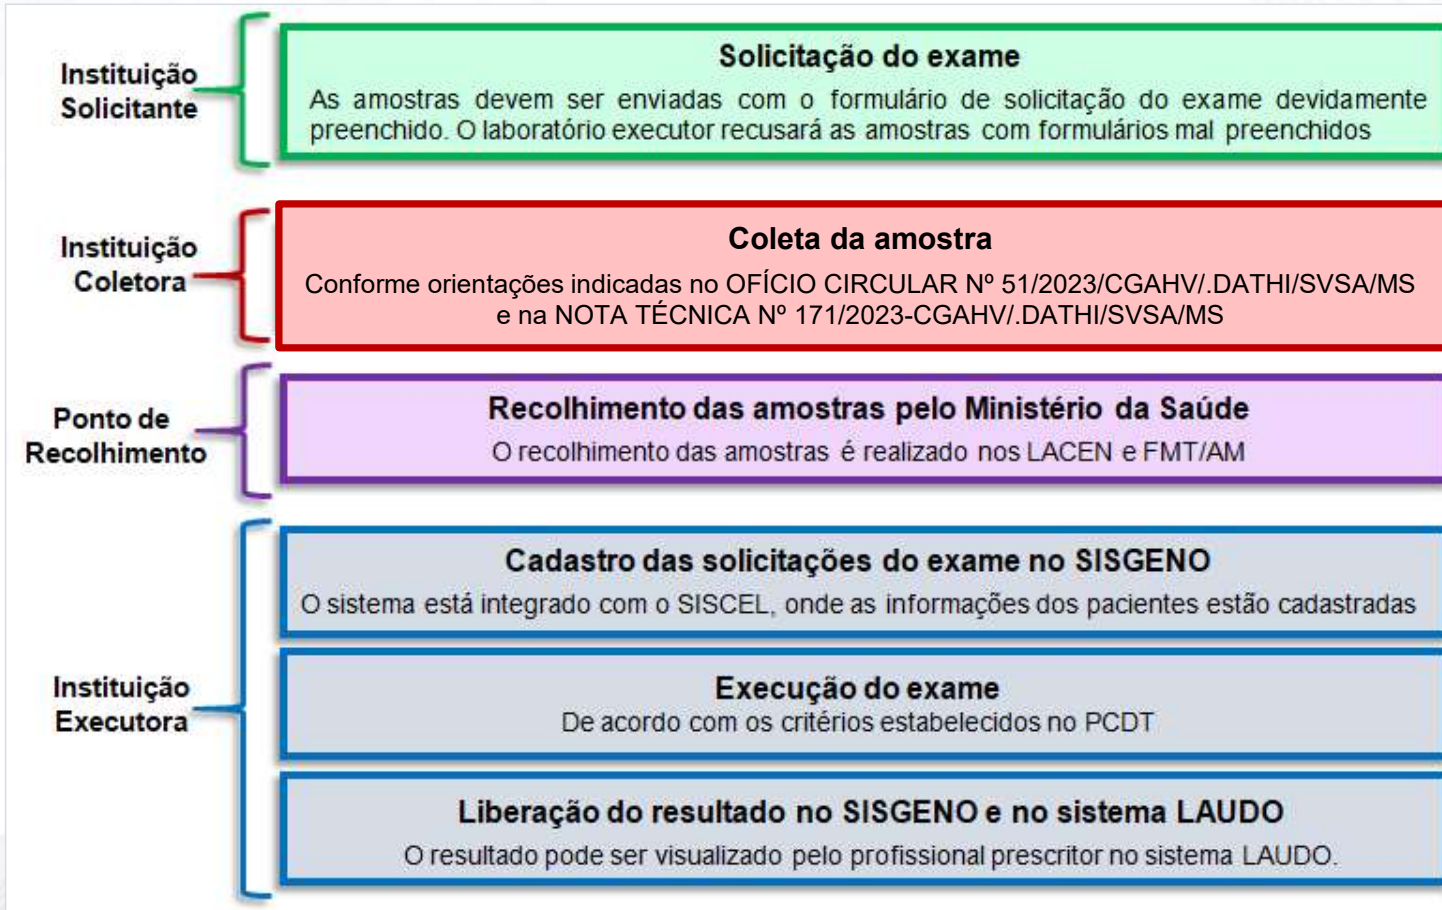 Instituição
Solicitante
Solicitação do exame
As amostras devem ser enviadas com o formulário de solicitação do exame devidamente
preenchido. O laboratório executor recusará as amostras com formulários mal preenchidos
Instituição
Coletora
Coleta da amostra
Conforme orientações indicadas no OFÍCIO CIRCULAR Nº 51/2023/CGAHV/.DATHI/SVSA/MS
e na NOTA TÉCNICA Nº 171/2023-CGAHV/.DATHI/SVSA/MS
Ponto de
Recolhimento
Recolhimento das amostras pelo Ministério da Saúde
O recolhimento das amostras é realizado nos LACEN e FMT/AM
Instituição
Executora
Cadastro das solicitações do exame no SISGENO
O sistema está integrado com o SISCEL, onde as informações dos pacientes estão cadastradas
Execução do exame
De acordo com os critérios estabelecidos no PCDT
Liberação do resultado no SISGENO e no sistema LAUDO
O resultado pode ser visualizado pelo profissional prescritor no sistema LAUDO.